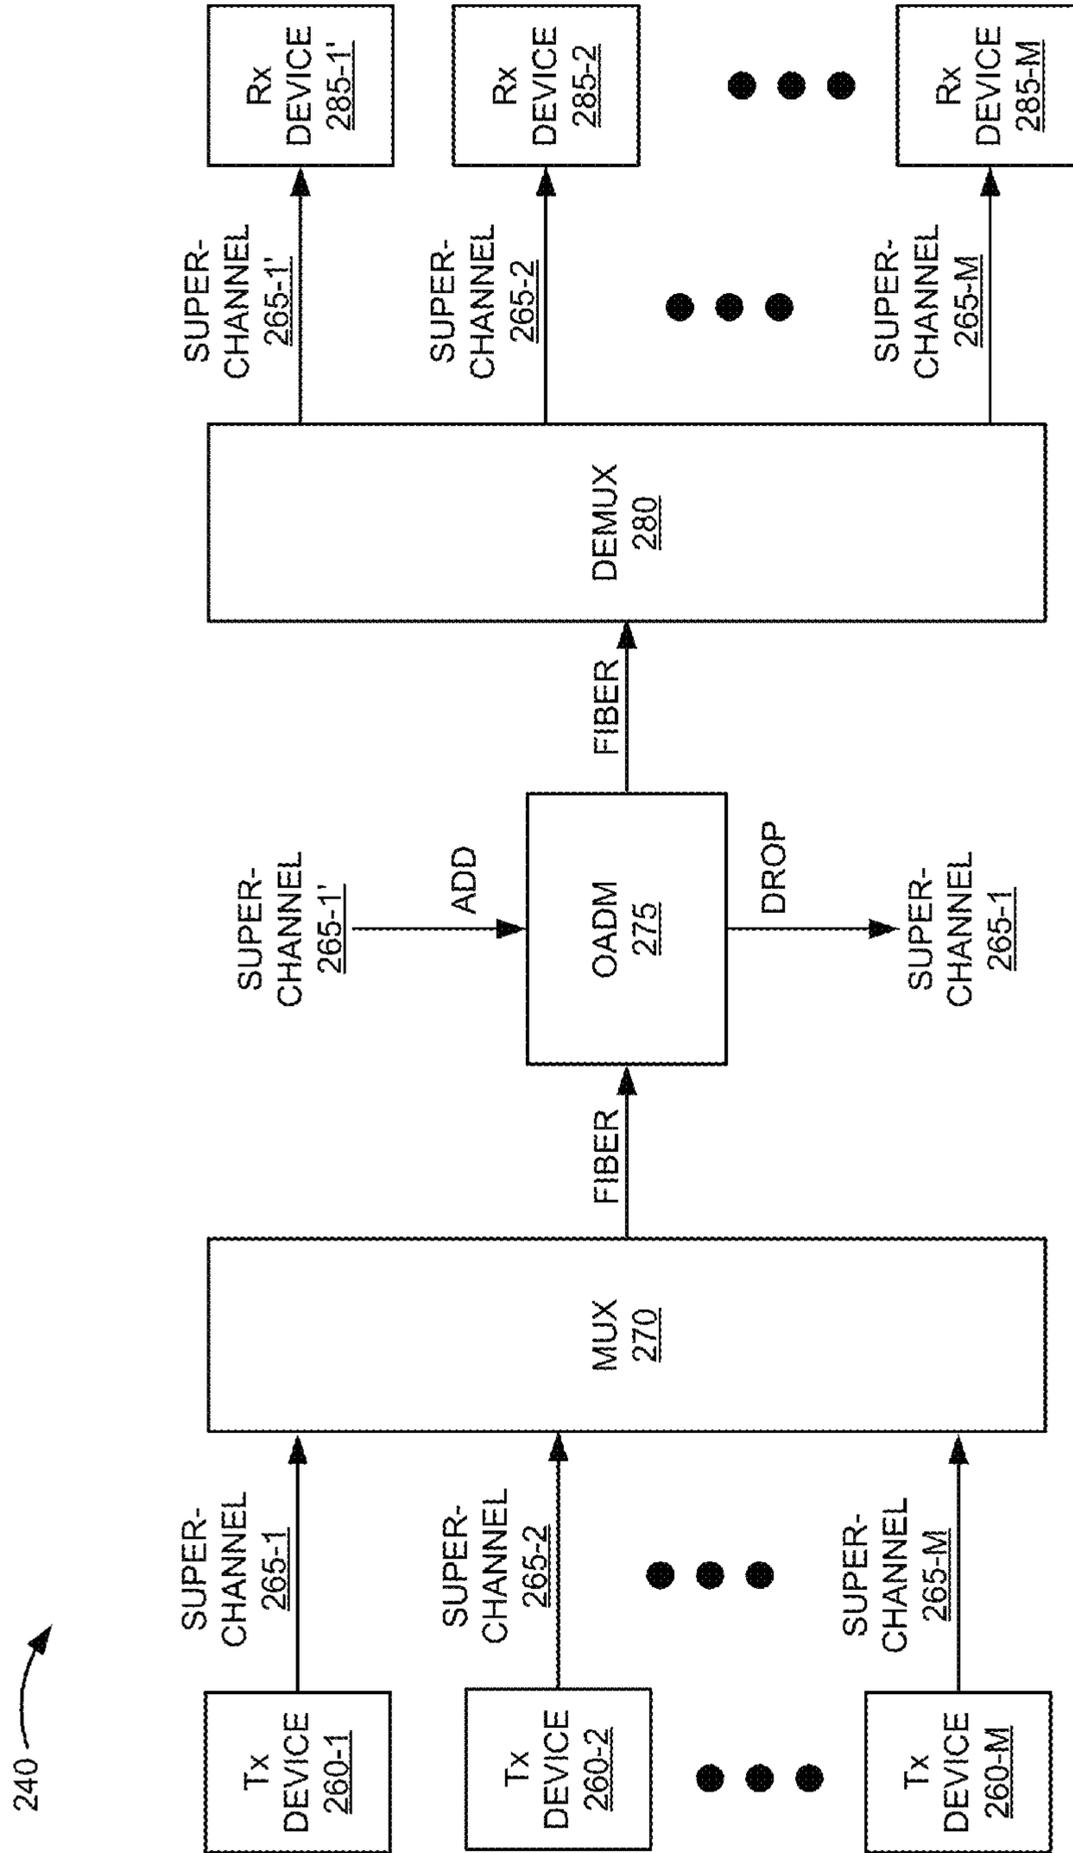 240
Tx
DEVICE
260-1
SUPER-
CHANNEL
265-1
Tx
DEVICE
260-2
SUPER-
CHANNEL
265-2
Tx
DEVICE
260-M
SUPER-
CHANNEL
265-M
MUX
270
FIBER
SUPER-
CHANNEL
265-1'
ADD
OADM
275
DROP
SUPER-
CHANNEL
265-1
FIBER
DEMUX
280
SUPER-
CHANNEL
265-1'
Rx
DEVICE
285-1'
SUPER-
CHANNEL
265-2
Rx
DEVICE
285-2
SUPER-
CHANNEL
265-M
Rx
DEVICE
285-M